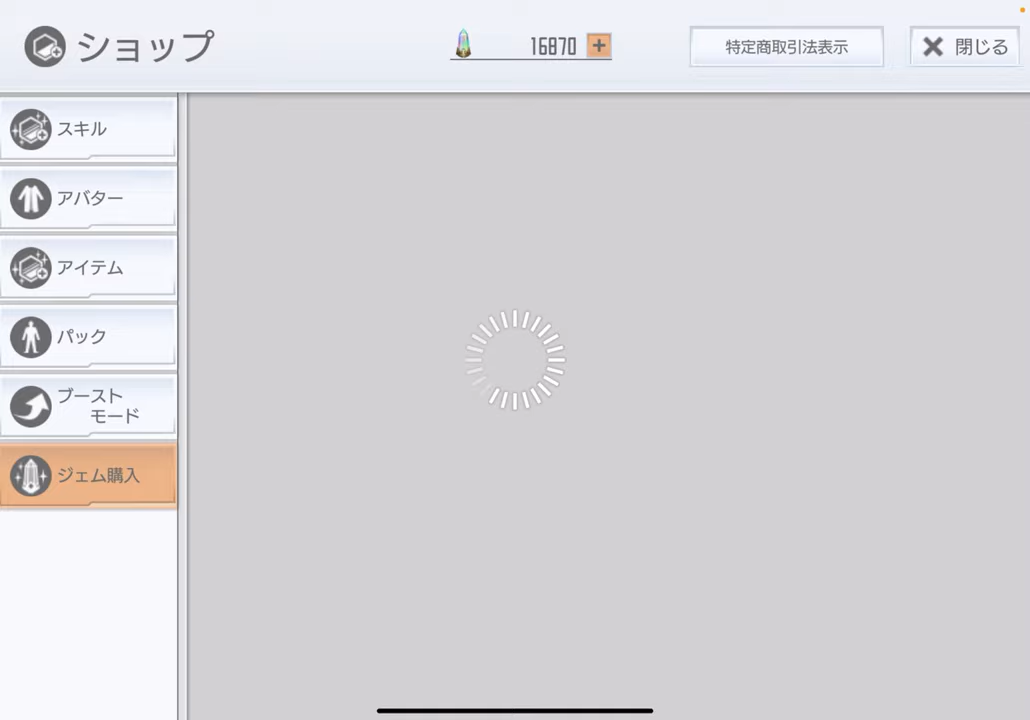 ショップ
16870
特定商取引法表示
閉じる
スキル
アバター
アイテム
パック
ブースト
モード
ジェム購入